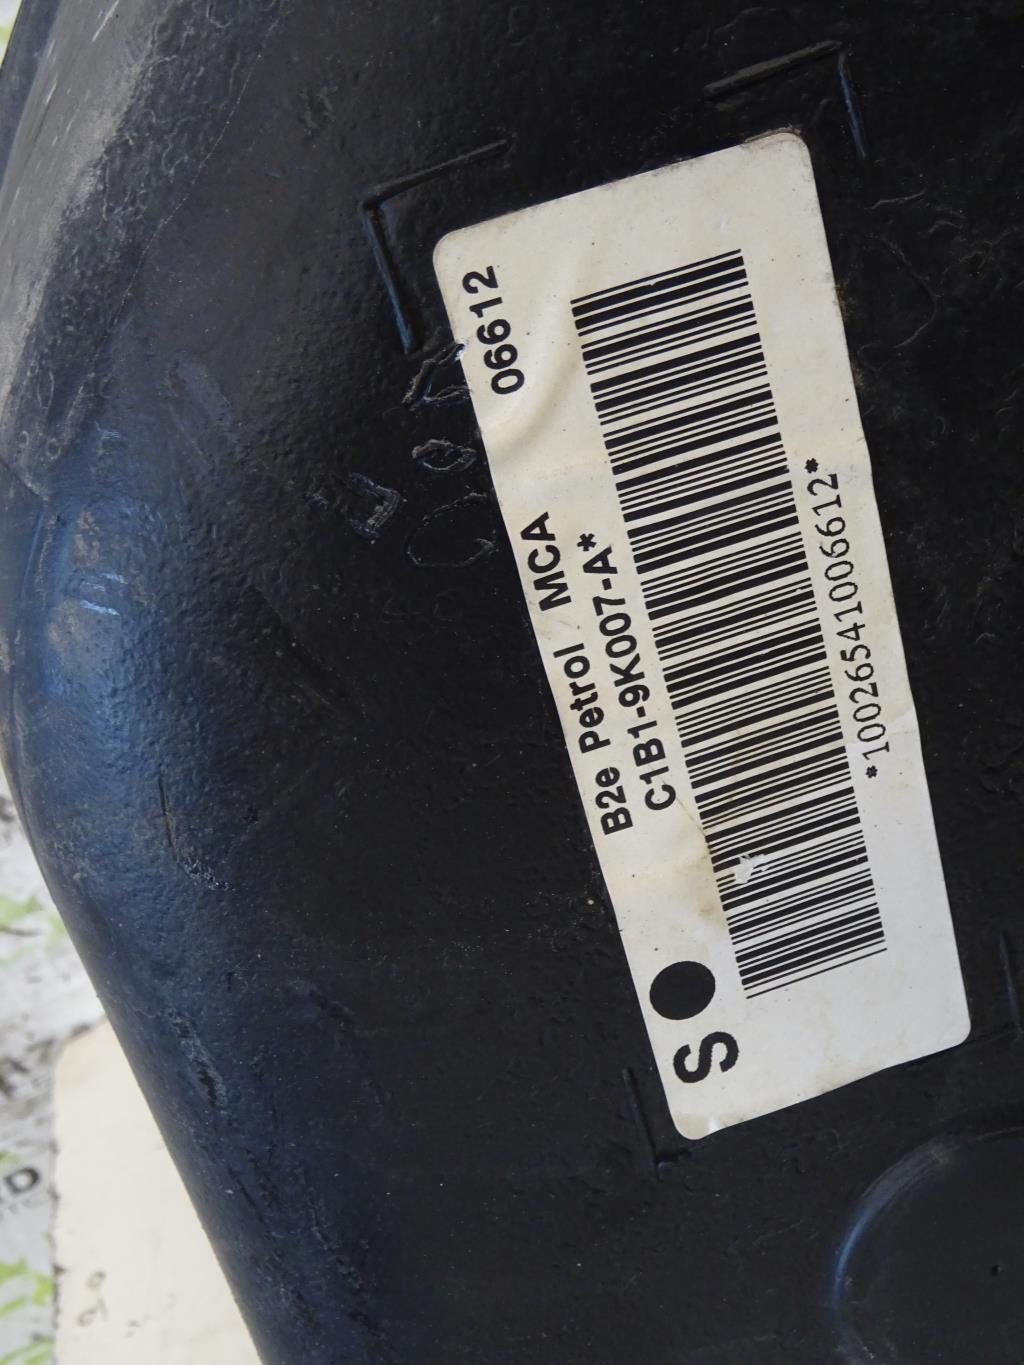 06612
B2e Petrol MCA
C1B1-9K007-A*
*10026541006612*
S